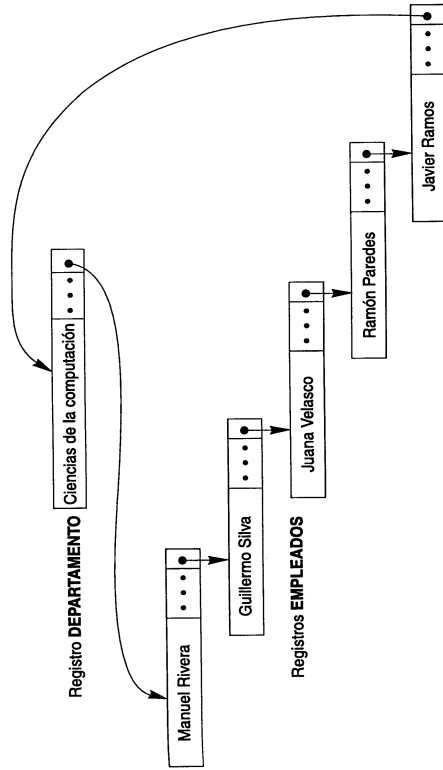 Registro DEPARTAMENTO
Ciencias de la computación
Manuel Rivera
Guillermo Silva
Juana Velasco
Ramón Paredes
Javier Ramos
Registros EMPLEADOS